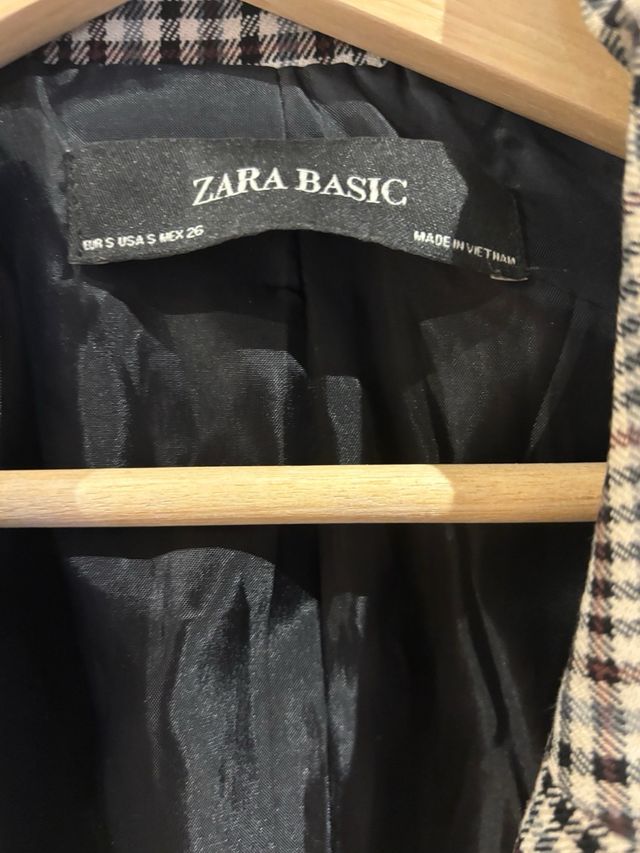 ZARA BASIC
EUR S USA S MEX 26
MADE IN VIETNAM